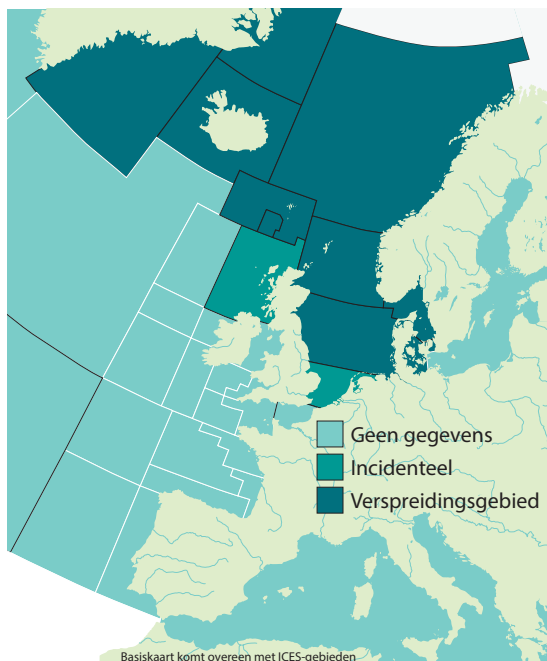 Geen gegevens
Incidenteel
Verspreidingsgebied
Basiskaart komt overeen met ICES-gebieden